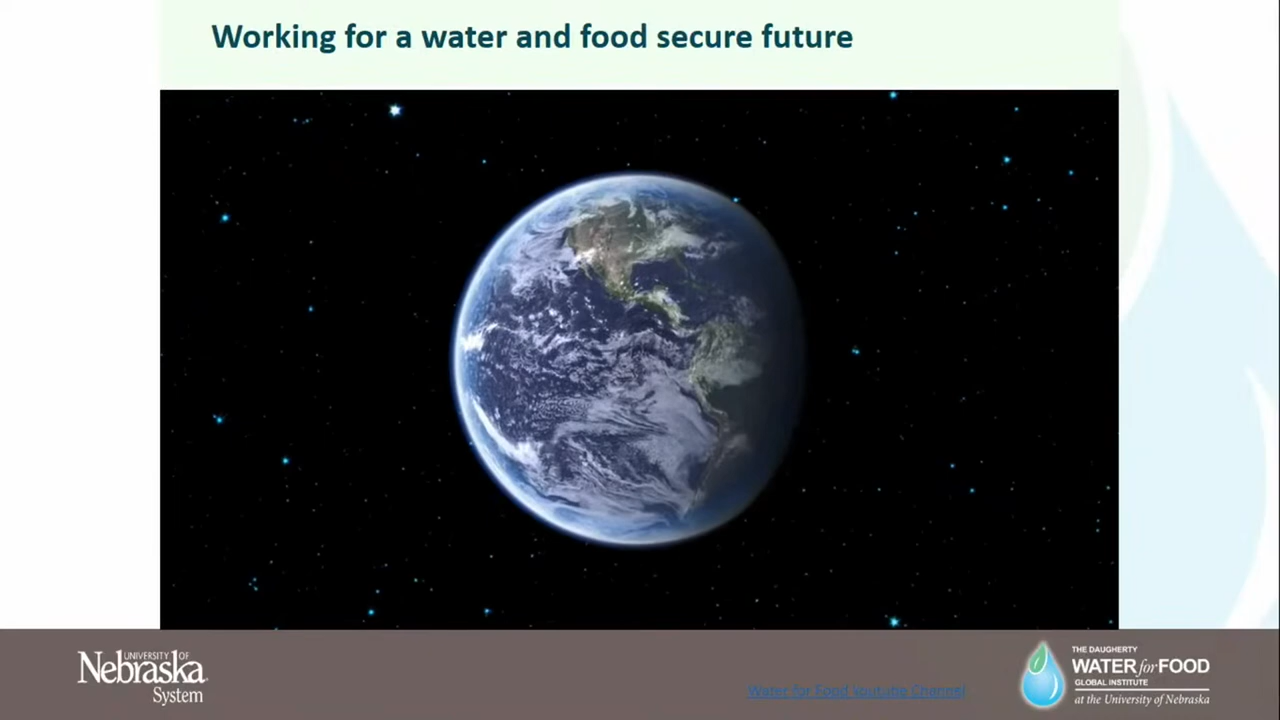 Working for a water and food secure future
UNIVERSITY OF
Nebraska
System
Water for Food Youtube Channel
THE DAUGHERTY
WATER for FOOD
GLOBAL INSTITUTE
at the University of Nebraska